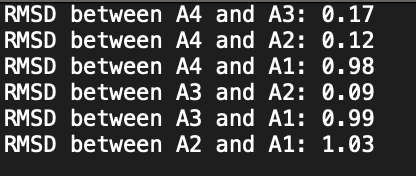 RMSD between A4 and A3: 0.17
RMSD between A4 and A2: 0.12
RMSD between A4 and A1: 0.98
RMSD between A3 and A2: 0.09
RMSD between A3 and A1: 0.99
RMSD between A2 and A1: 1.03